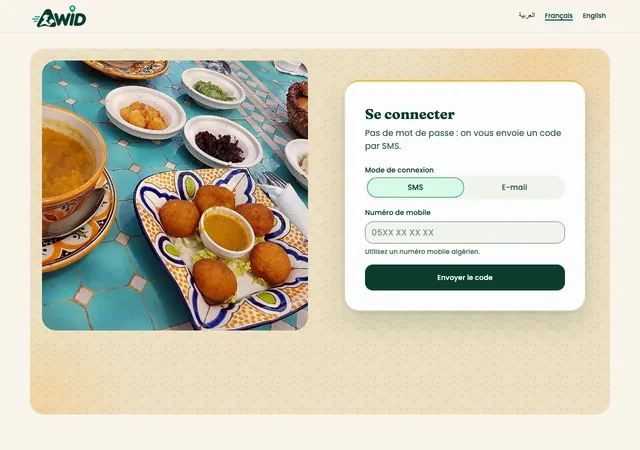 AWiD
العربية
Français
English
Se connecter
Pas de mot de passe : on vous envoie un code
par SMS.
Mode de connexion
SMS
E-mail
Numéro de mobile
05XX XX XX XX
Utilisez un numéro mobile algérien.
Envoyer le code